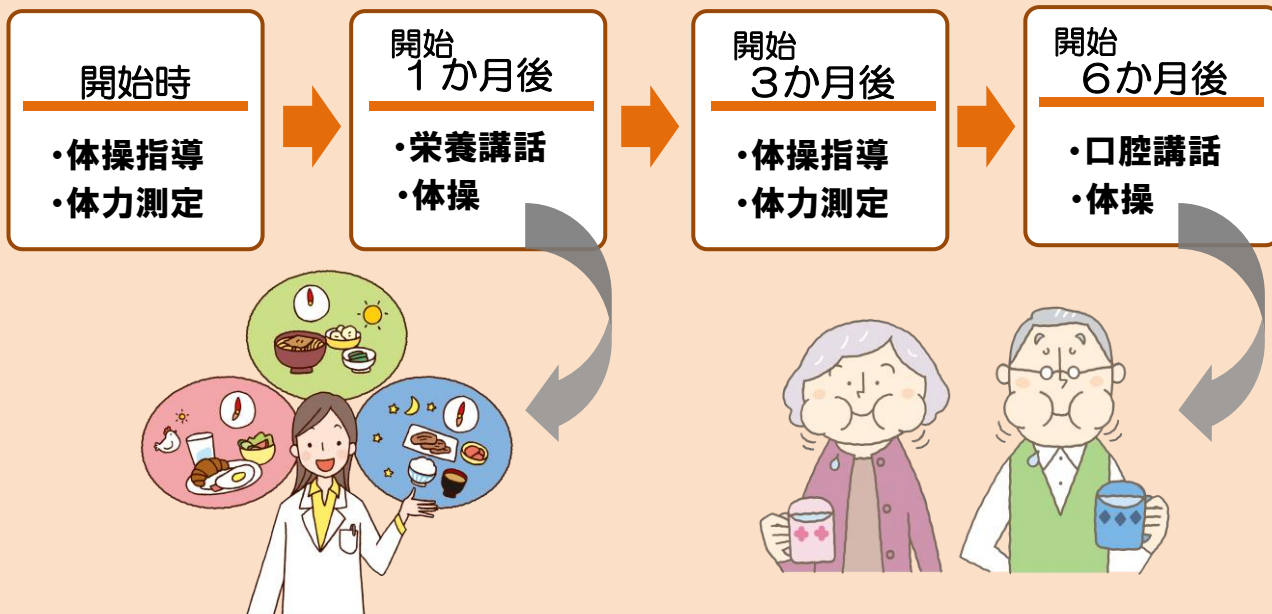 開始時
・体操指導
・体力測定
開始
１か月後
・栄養講話
・体操
開始
３か月後
・体操指導
・体力測定
開始
６か月後
・口腔講話
・体操